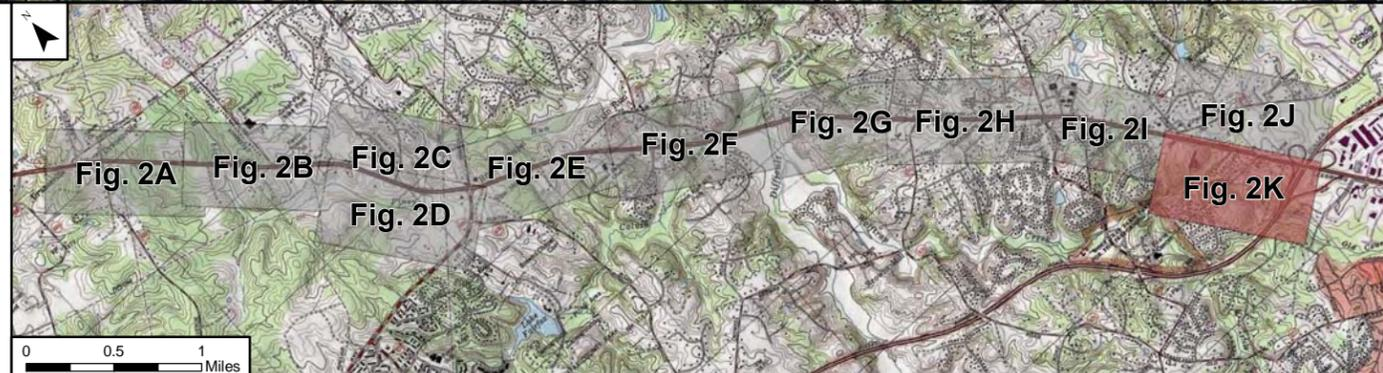 N
Fig. 2A
Fig. 2B
Fig. 2C
Fig. 2D
Fig. 2E
Fig. 2F
Fig. 2G
Fig. 2H
Fig. 2I
Fig. 2J
Fig. 2K
0 0.5 1
Miles